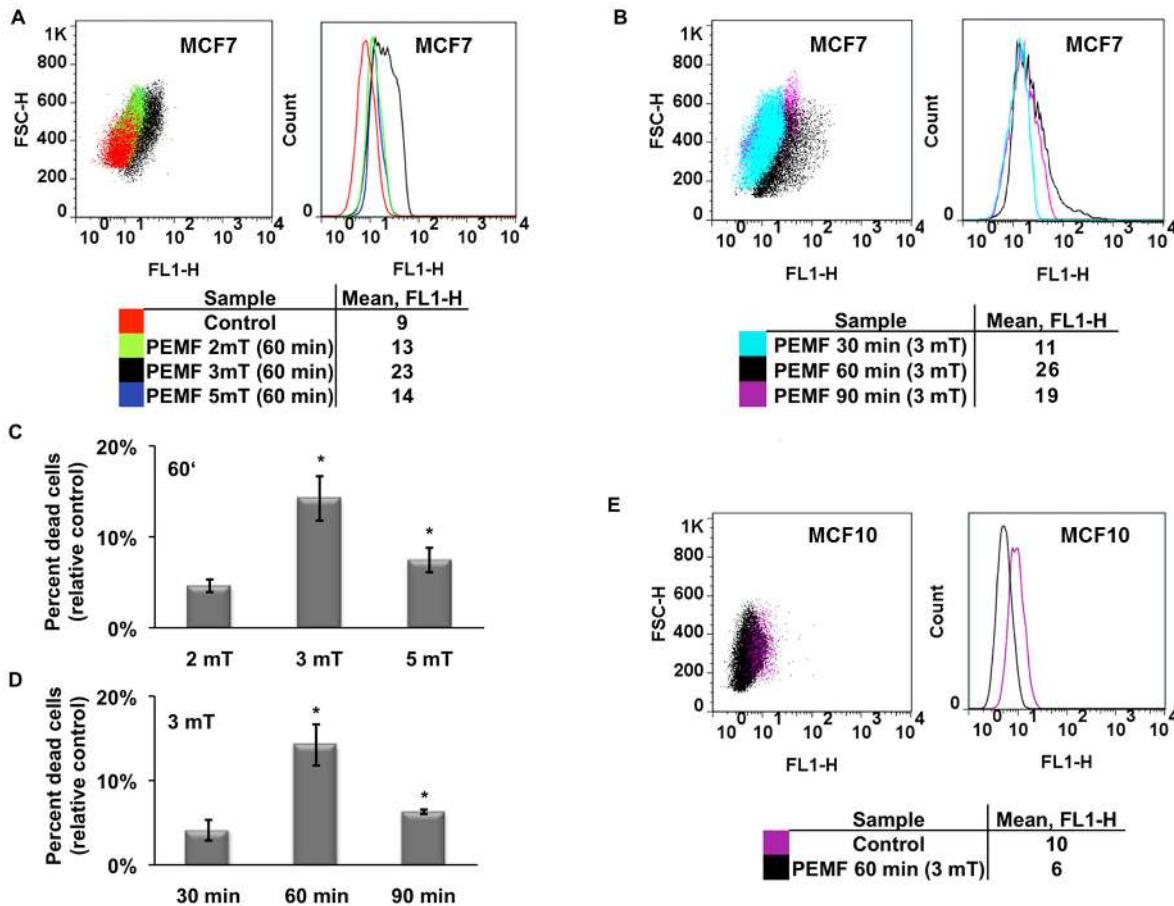 A
MCF7
1K
800
600
400
200
0
FSC-H
10^0 10^1 10^2 10^3 10^4
FL1-H
MCF7
Count
0
10^0 10^1 10^2 10^3 10^4
FL1-H
Sample Mean, FL1-H
Control 9
PEMF 2mT (60 min) 13
PEMF 3mT (60 min) 23
PEMF 5mT (60 min) 14
B
MCF7
1K
800
600
400
200
0
FSC-H
10^0 10^1 10^2 10^3 10^4
FL1-H
MCF7
Count
0
10^0 10^1 10^2 10^3 10^4
FL1-H
Sample Mean, FL1-H
PEMF 30 min (3 mT) 11
PEMF 60 min (3 mT) 26
PEMF 90 min (3 mT) 19
C
Percent dead cells
(relative control)
20%
10%
0%
60‘
*
*
2 mT 3 mT 5 mT
D
Percent dead cells
(relative control)
20%
10%
0%
3 mT
*
*
30 min 60 min 90 min
E
MCF10
1K
800
600
400
200
0
FSC-H
10^0 10^1 10^2 10^3 10^4
FL1-H
MCF10
Count
0
10^0 10^1 10^2 10^3 10^4
FL1-H
Sample Mean, FL1-H
Control 10
PEMF 60 min (3 mT) 6